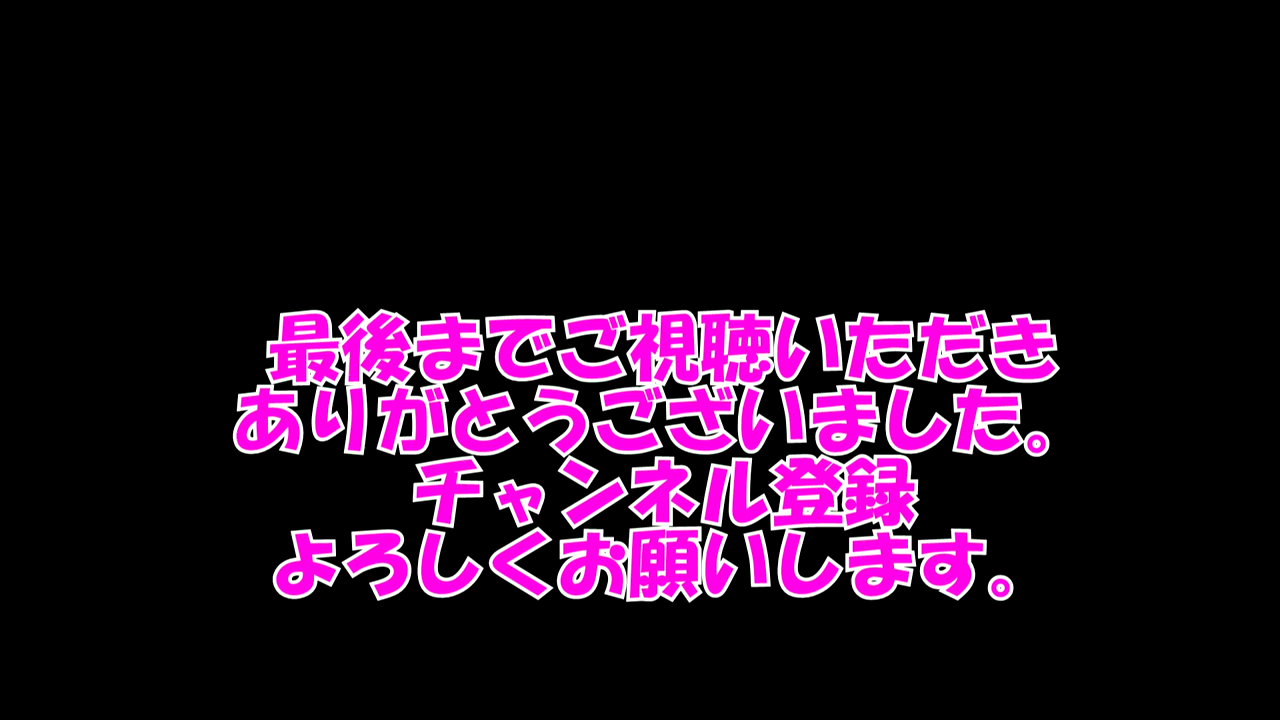 最後までご視聴いただき
ありがとうございました。
チャンネル登録
よろしくお願いします。